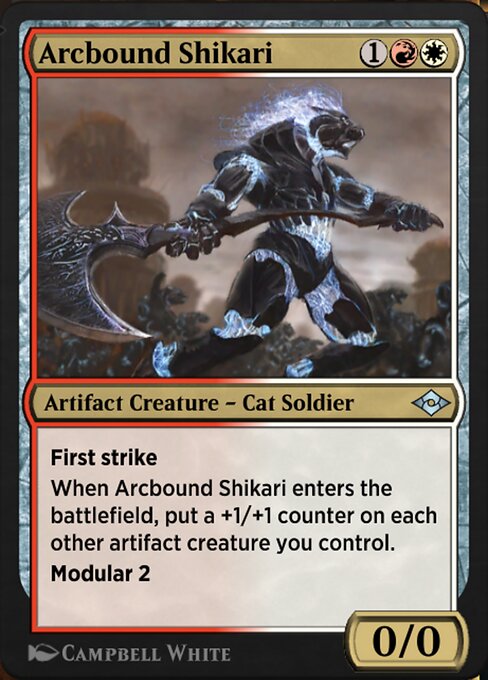 Arcbound Shikari 1
Artifact Creature – Cat Soldier
First strike
When Arcbound Shikari enters the
battlefield, put a +1/+1 counter on each
other artifact creature you control.
Modular 2
0/0
Campbell White